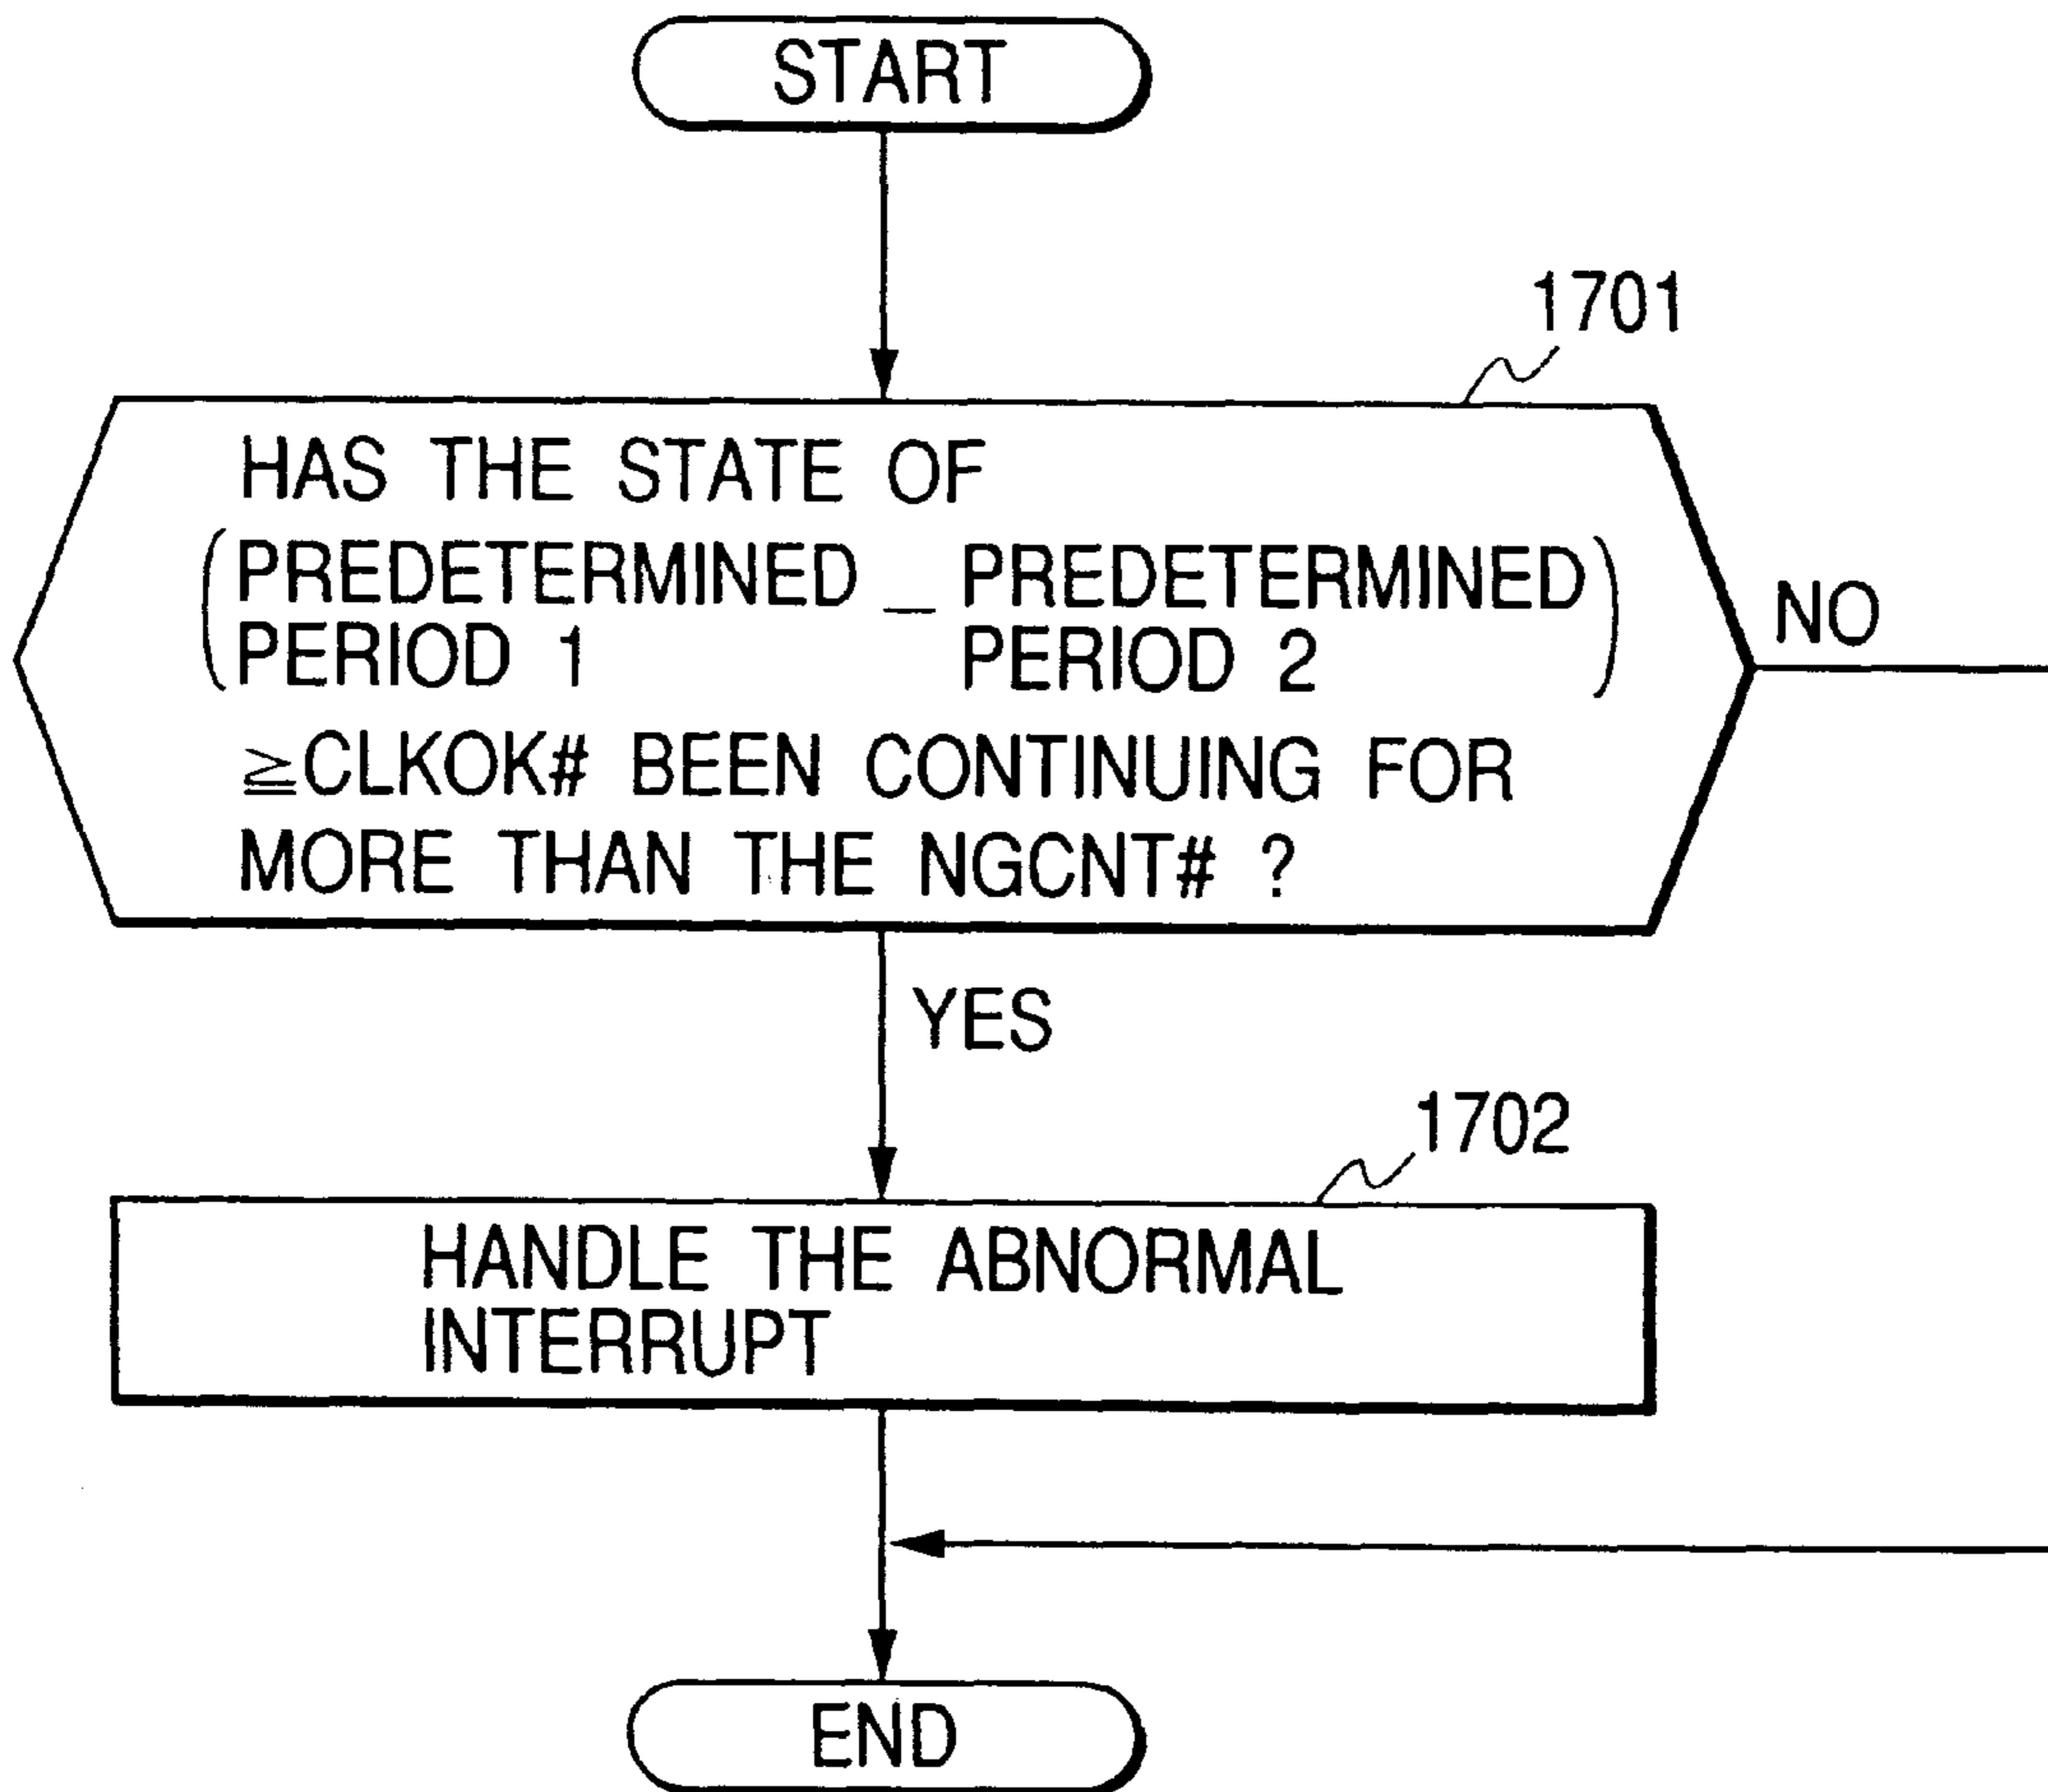 START
1701
HAS THE STATE OF
(PREDETERMINED _ PREDETERMINED)
PERIOD 1 PERIOD 2
≧CLKOK# BEEN CONTINUING FOR
MORE THAN THE NGCNT# ?
NO
YES
1702
HANDLE THE ABNORMAL
INTERRUPT
END